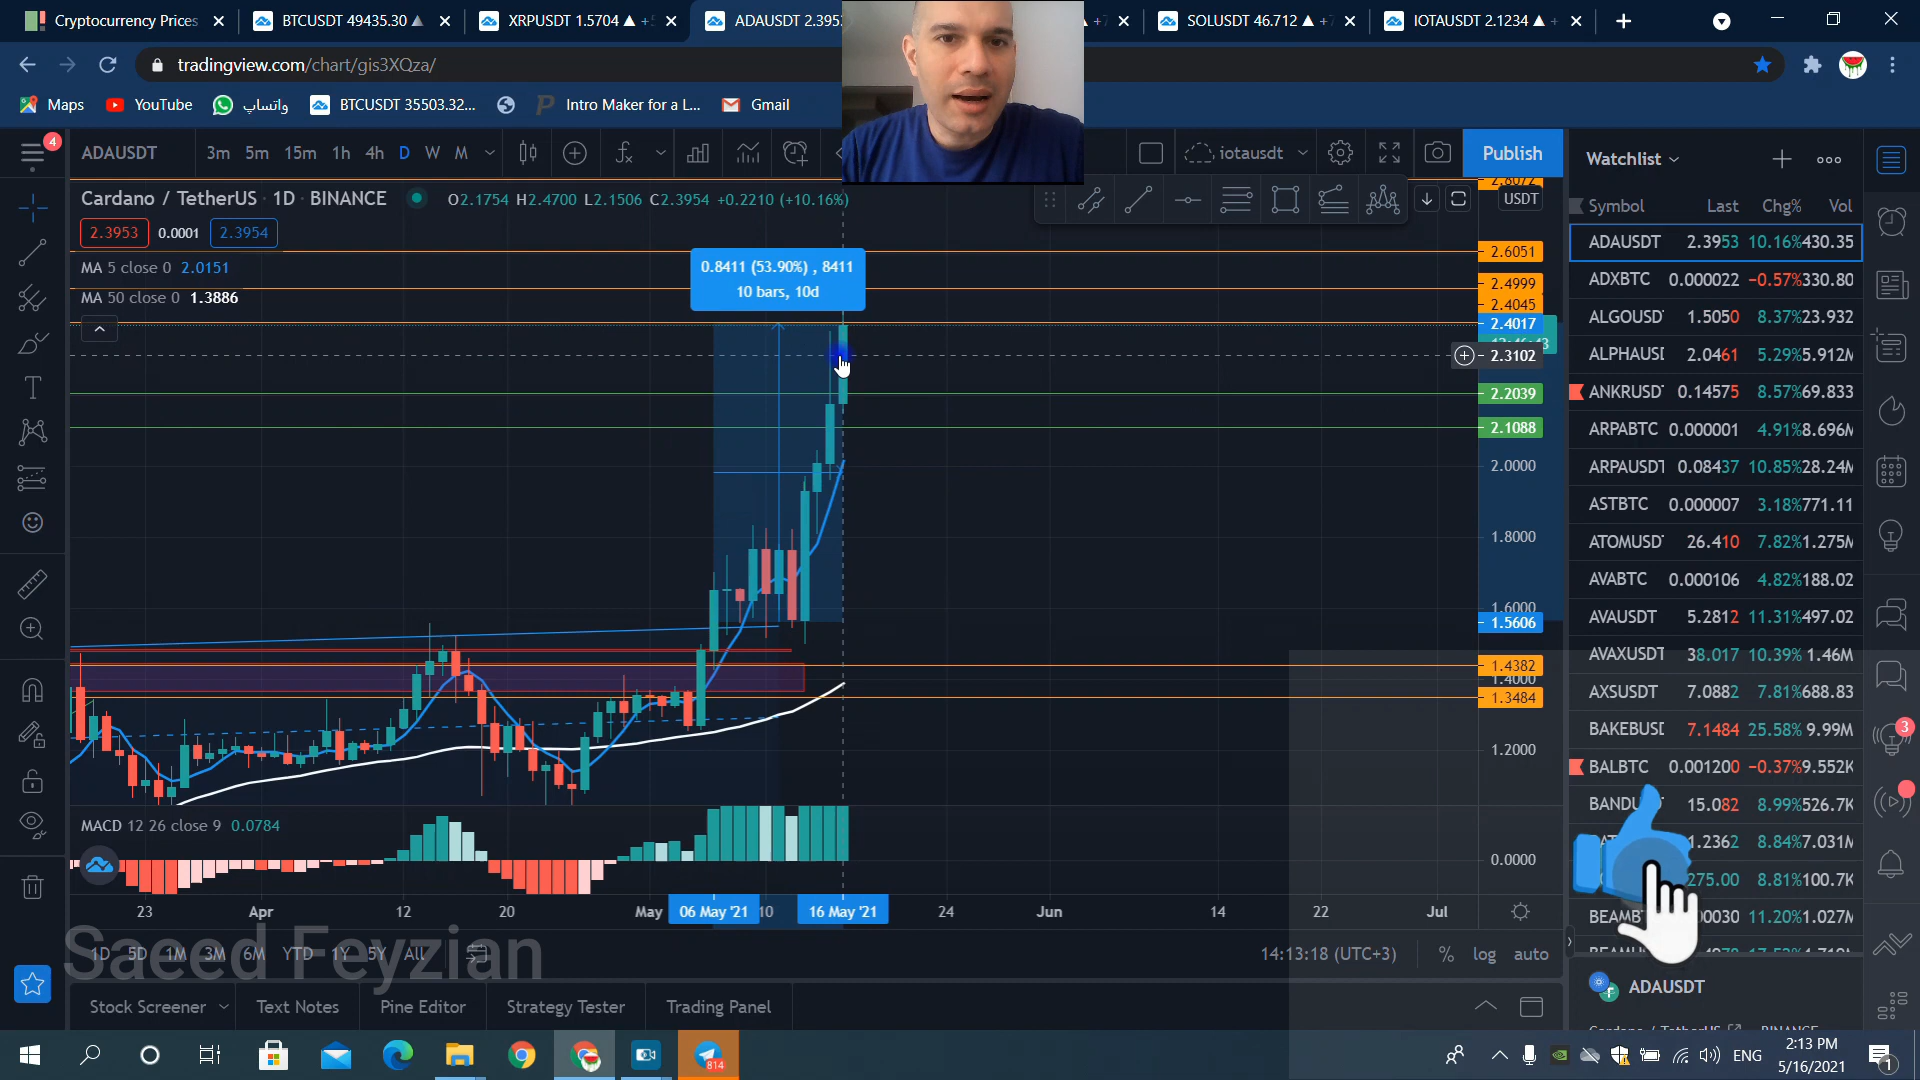 Cryptocurrency Prices
BTCUSDT 49435.30 ▲
XRPUSDT 1.5704 ▲ +
ADAUSDT 2.395
+7
SOLUSDT 46.712 ▲ +7
IOTAUSDT 2.1234 ▲ +
tradingview.com/chart/gis3XQza/
Maps
YouTube
واتساپ
BTCUSDT 35503.32...
Intro Maker for a L...
Gmail
4
ADAUSDT
3m 5m 15m 1h 4h D W M
iotausdt
Publish
Cardano / TetherUS · 1D · BINANCE
O2.1754 H2.4700 L2.1506 C2.3954 +0.2210 (+10.16%)
2.3953 0.0001 2.3954
MA 5 close 0 2.0151
MA 50 close 0 1.3886
0.8411 (53.90%) , 8411
10 bars, 10d
USDT
2.6051
2.4999
2.4045
2.4017
2.3102
2.2039
2.1088
2.0000
1.8000
1.6000
1.5606
1.4382
1.4000
1.3484
1.2000
MACD 12 26 close 9 0.0784
0.0000
23 Apr 12 20 May 06 May '21 10 16 May '21 24 Jun 14 22 Jul
1D 5D 1M 3M 6M YTD 1Y 5Y All
Saeed Feyzian
14:13:18 (UTC+3) % log auto
Stock Screener Text Notes Pine Editor Strategy Tester Trading Panel
Watchlist
Symbol Last Chg% Vol
ADAUSDT 2.3953 10.16% 430.35
ADXBTC 0.000022 −0.57% 330.80
ALGOUSD 1.5050 8.37% 23.932
ALPHAUSI 2.0461 5.29% 5.912M
ANKRUSD 0.14575 8.57% 69.833
ARPABTC 0.000001 4.91% 8.696M
ARPAUSDT 0.08437 10.85% 28.24M
ASTBTC 0.000007 3.18% 771.11
ATOMUSD 26.410 7.82% 1.275M
AVABTC 0.000106 4.82% 188.02
AVAUSDT 5.2812 11.31% 497.02
AVAXUSDT 38.017 10.39% 1.46M
AXSUSDT 7.0882 7.81% 688.83
BAKEBUSD 7.1484 25.58% 9.99M
BALBTC 0.001200 −0.37% 9.552K
BANDU 15.082 8.99% 526.7K
1.2362 8.84% 7.031M
275.00 8.81% 100.7K
BEAMB 00030 11.20% 1.027M
ADAUSDT
3
814
ENG
2:13 PM
5/16/2021
1